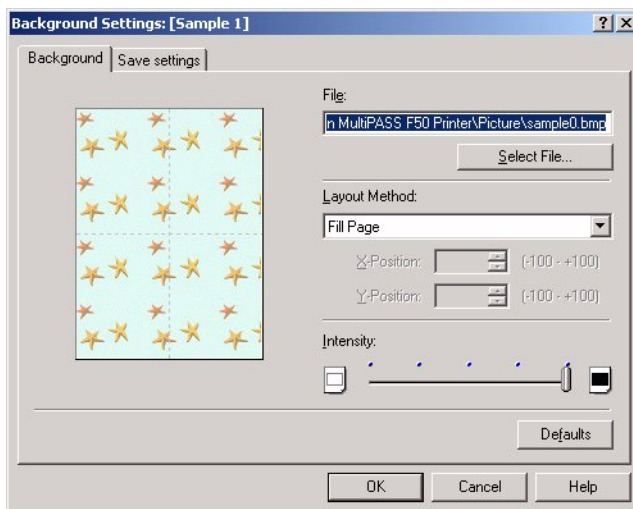 Background Settings: [Sample 1]
Background
Save settings
File:
n MultiPASS F50 Printer\Picture\sample0.bmp
Select File...
Layout Method:
Fill Page
X-Position: (-100 - +100)
Y-Position: (-100 - +100)
Intensity:
Defaults
OK Cancel Help